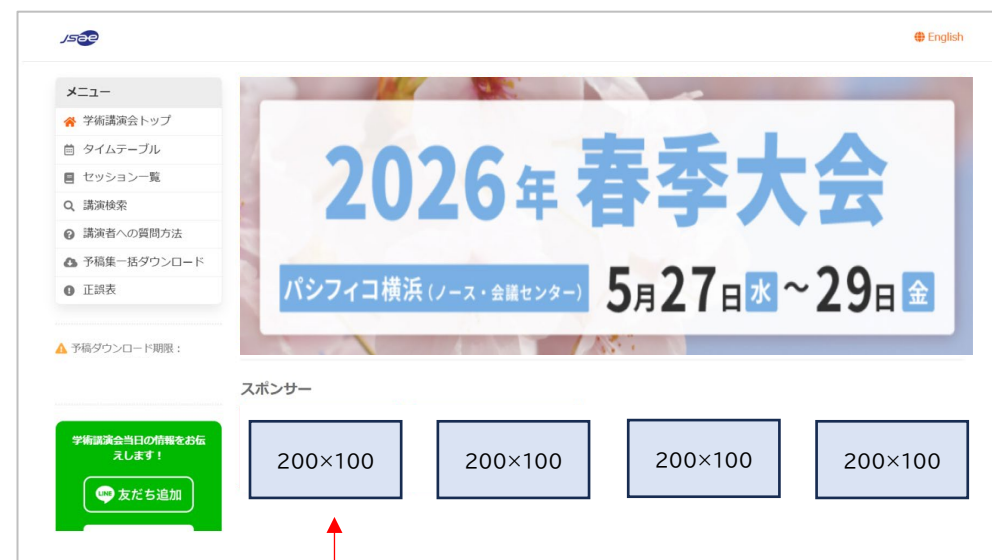 JSae
English
メニュー
学術講演会トップ
タイムテーブル
セッション一覧
講演検索
講演者への質問方法
予稿集一括ダウンロード
正誤表
予稿ダウンロード期限：
学術講演会当日の情報をお伝
えします！
LINE 友だち追加
2026年 春季大会
パシフィコ横浜（ノース・会議センター） 5月27日 水 ～29日 金
スポンサー
200×100 200×100 200×100 200×100